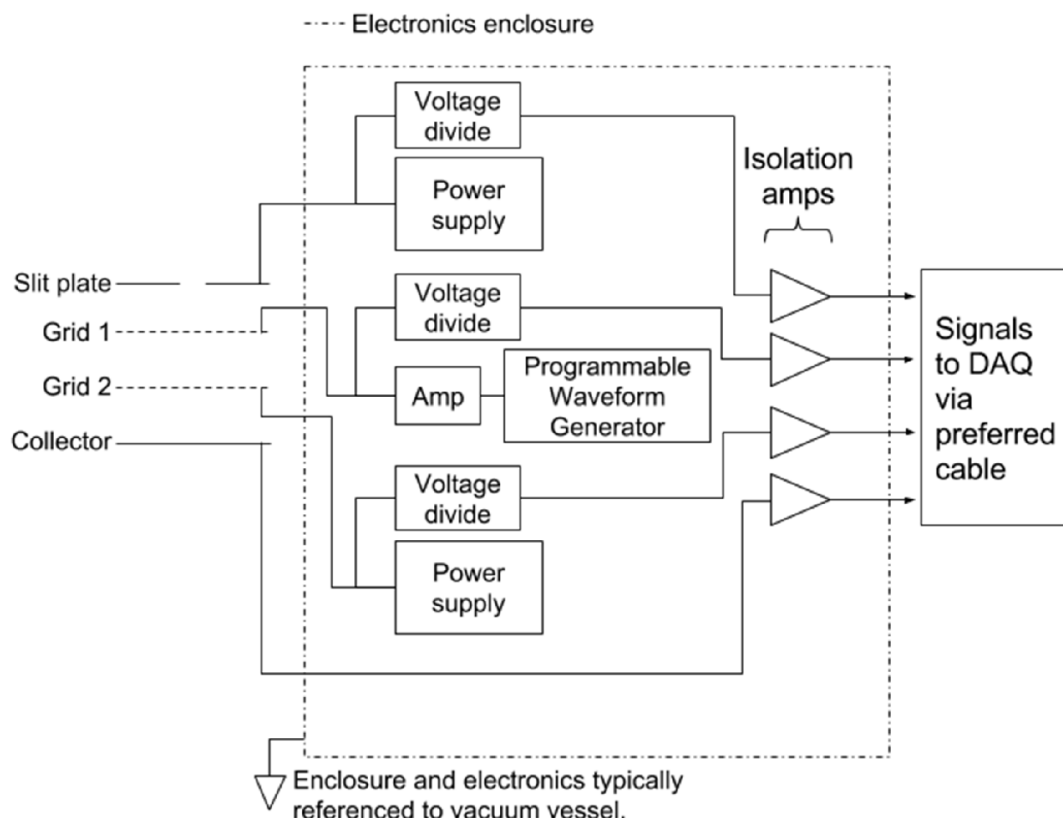 Electronics enclosure
Voltage
divide
Power
supply
Isolation
amps
Slit plate
Grid 1
Grid 2
Collector
Voltage
divide
Amp
Programmable
Waveform
Generator
Voltage
divide
Power
supply
Signals
to DAQ
via
preferred
cable
Enclosure and electronics typically
referenced to vacuum vessel.